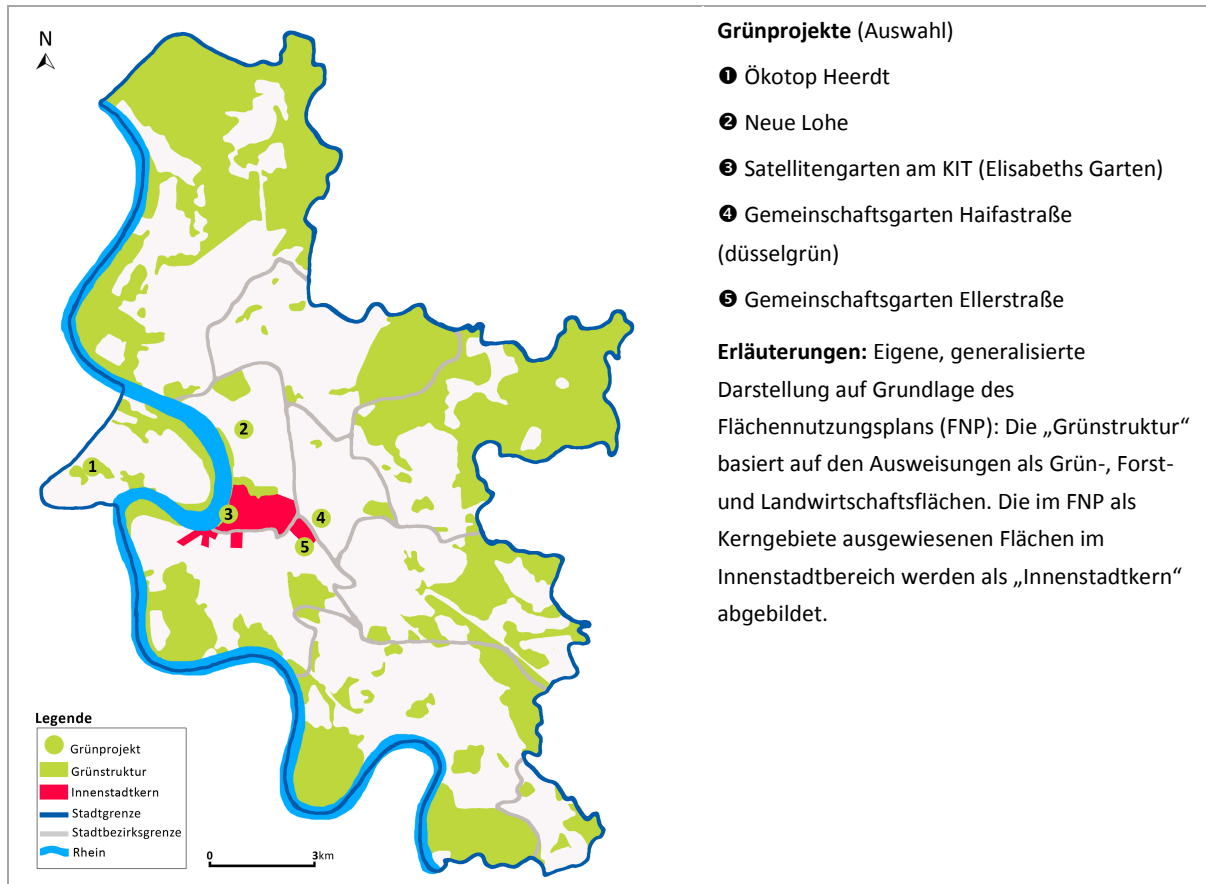 N
1
2
3
4
5
Legende
Grünprojekt
Grünstruktur
Innenstadtkern
Stadtgrenze
Stadtbezirksgrenze
Rhein
0 3km
Grünprojekte (Auswahl)
❶ Ökotop Heerdt
❷ Neue Lohe
❸ Satellitengarten am KIT (Elisabeths Garten)
❹ Gemeinschaftsgarten Haifastraße
(düsselgrün)
❺ Gemeinschaftsgarten Ellerstraße
Erläuterungen: Eigene, generalisierte
Darstellung auf Grundlage des
Flächennutzungsplans (FNP): Die „Grünstruktur“
basiert auf den Ausweisungen als Grün-, Forst-
und Landwirtschaftsflächen. Die im FNP als
Kerngebiete ausgewiesenen Flächen im
Innenstadtbereich werden als „Innenstadtkern“
abgebildet.